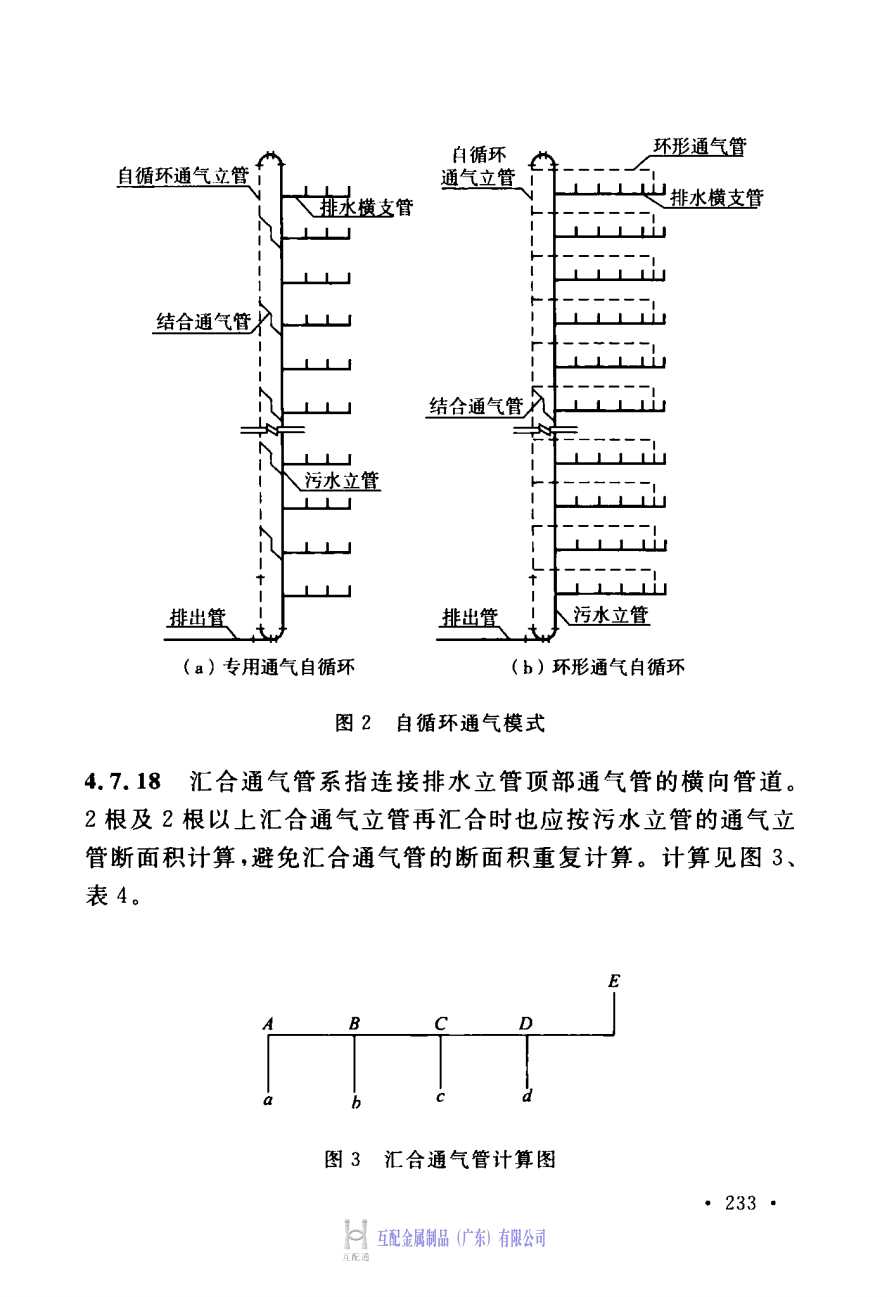 自循环通气立管
排水横支管
结合通气管
污水立管
排出管
(a)专用通气自循环
自循环
通气立管
环形通气管
排水横支管
结合通气管
排出管
污水立管
(b)环形通气自循环
图 2 自循环通气模式
4.7.18 汇合通气管系指连接排水立管顶部通气管的横向管道。
2 根及 2 根以上汇合通气立管再汇合时也应按污水立管的通气立
管断面积计算,避免汇合通气管的断面积重复计算。计算见图 3、
表 4。
E
A B C D
a b c d
图 3 汇合通气管计算图
· 233 ·
互配金属制品(广东)有限公司
互配通